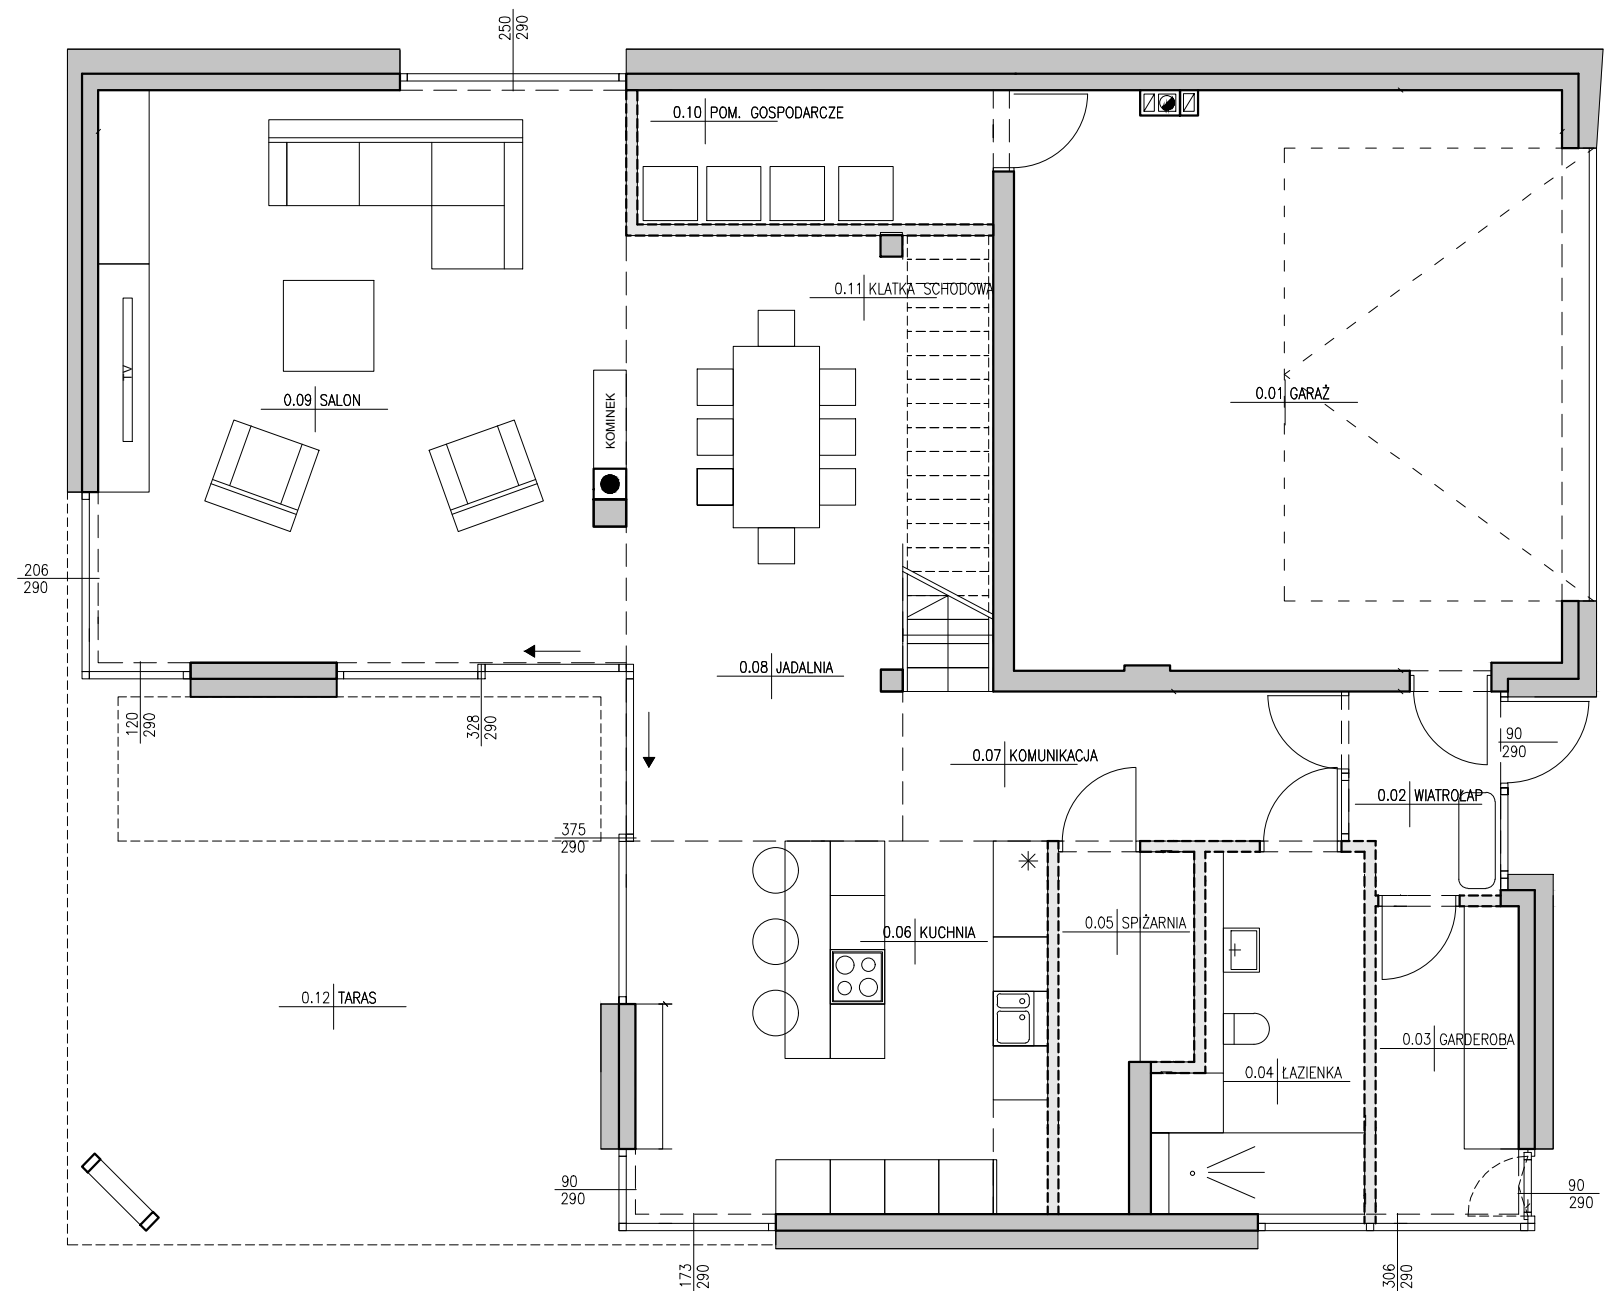 250
290
0.10 POM. GOSPODARCZE
0.11 KLATKA SCHODOWA
TV
0.09 SALON
KOMINEK
0.01 GARAŻ
206
290
0.08 JADALNIA
120
290
328
290
0.07 KOMUNIKACJA
90
290
0.02 WIATROŁAP
375
290
0.06 KUCHNIA
0.05 SPIŻARNIA
0.12 TARAS
0.03 GARDEROBA
0.04 ŁAZIENKA
90
290
90
290
173
290
306
290